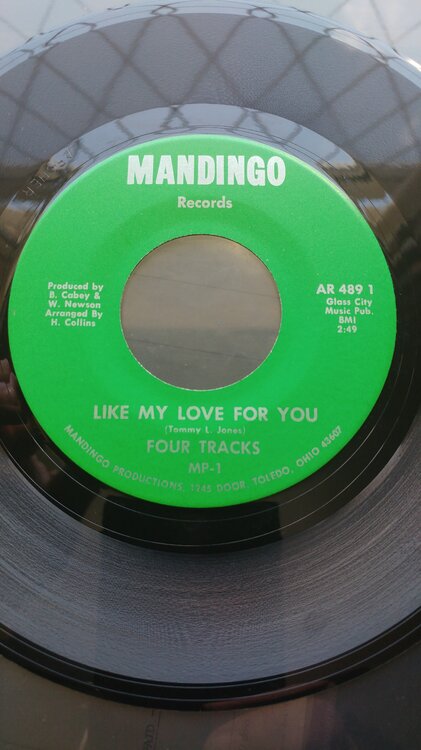 MANDINGO
Records
Produced by
B. Cabey &
W. Newson
Arranged By
H. Collins
AR 489 1
Glass City
Music Pub.
BMI
2:49
LIKE MY LOVE FOR YOU
(Tommy L. Jones)
FOUR TRACKS
MP-1
MANDINGO PRODUCTIONS, 1245 DORR, TOLEDO, OHIO 43607